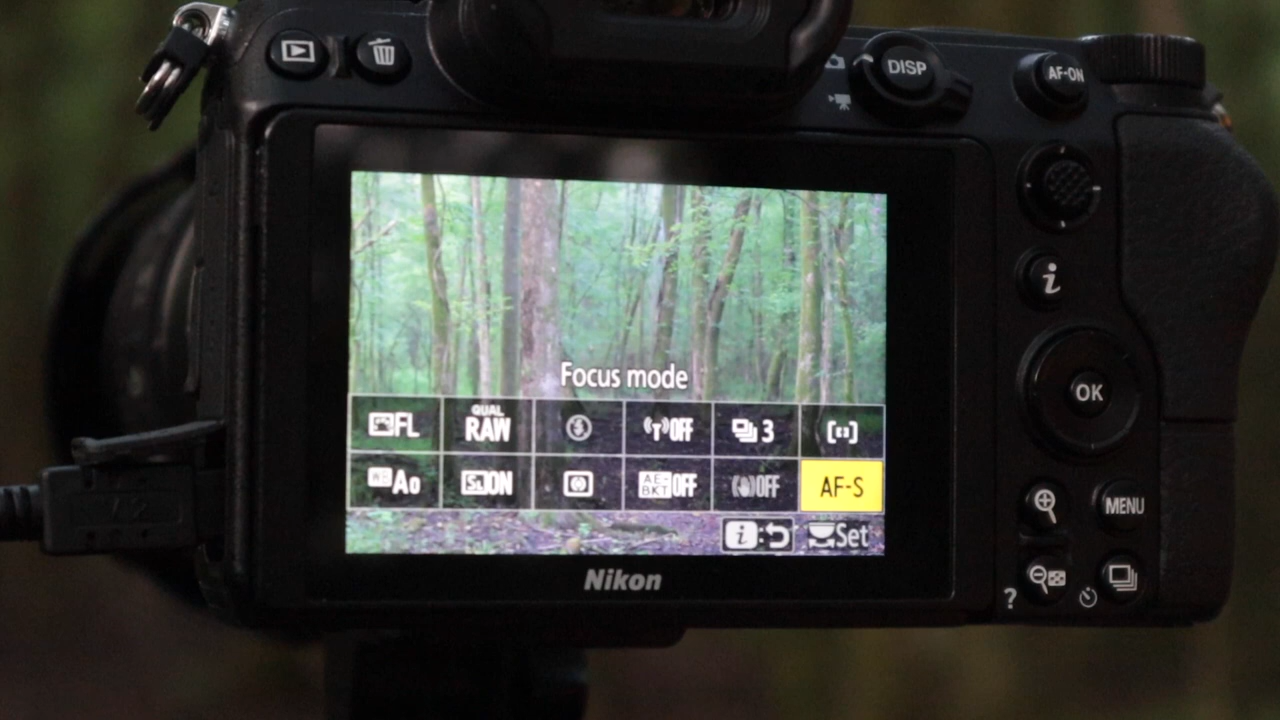 DISP
AF-ON
i
Focus mode
FL
QUAL
RAW
OFF
3
A0
ON
AE-
BKT OFF
OFF
AF-S
i
Set
OK
MENU
Nikon
?